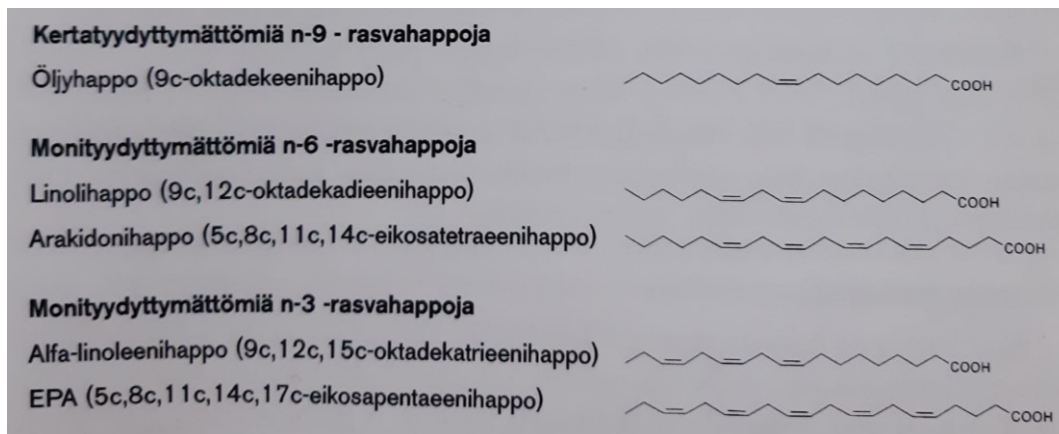 Kertatyydyttymättömiä n-9 - rasvahappoja
Öljyhappo (9c-oktadekeenihappo) COOH
Monityydyttymättömiä n-6 -rasvahappoja
Linolihappo (9c,12c-oktadekadieenihappo) COOH
Arakidonihappo (5c,8c,11c,14c-eikosatetraeenihappo) COOH
Monityydyttymättömiä n-3 -rasvahappoja
Alfa-linoleenihappo (9c,12c,15c-oktadekatrieenihappo) COOH
EPA (5c,8c,11c,14c,17c-eikosapentaeenihappo) COOH